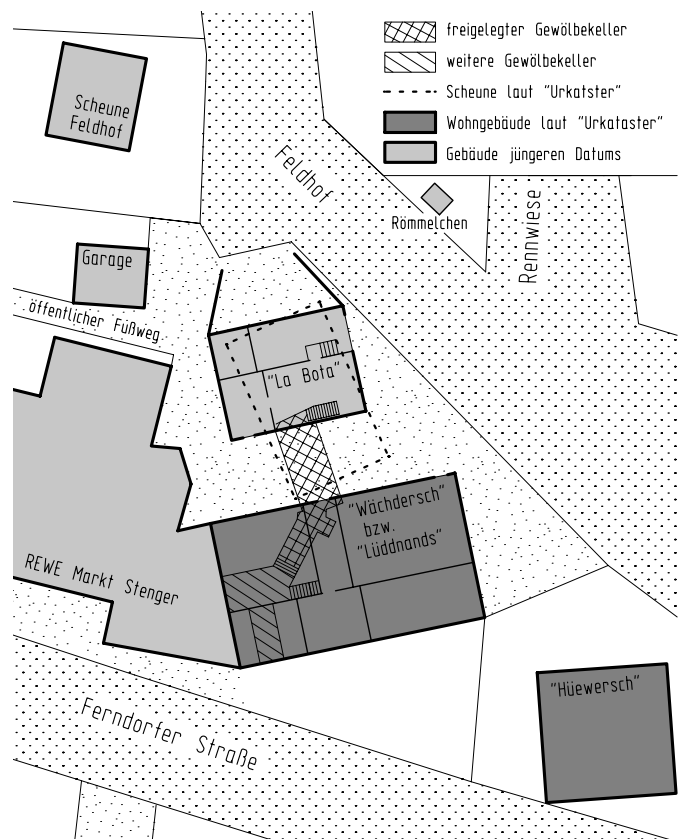 freigelegter Gewölbekeller
weitere Gewölbekeller
Scheune laut "Urkatster"
Wohngebäude laut "Urkataster"
Gebäude jüngeren Datums
Scheune
Feldhof
Feldhof
Römmelchen
Rennwiese
Garage
öffentlicher Fußweg
"La Bota"
"Wächdersch"
bzw.
"Lüddnands"
REWE Markt Stenger
"Hüewersch"
Ferndorfer Straße